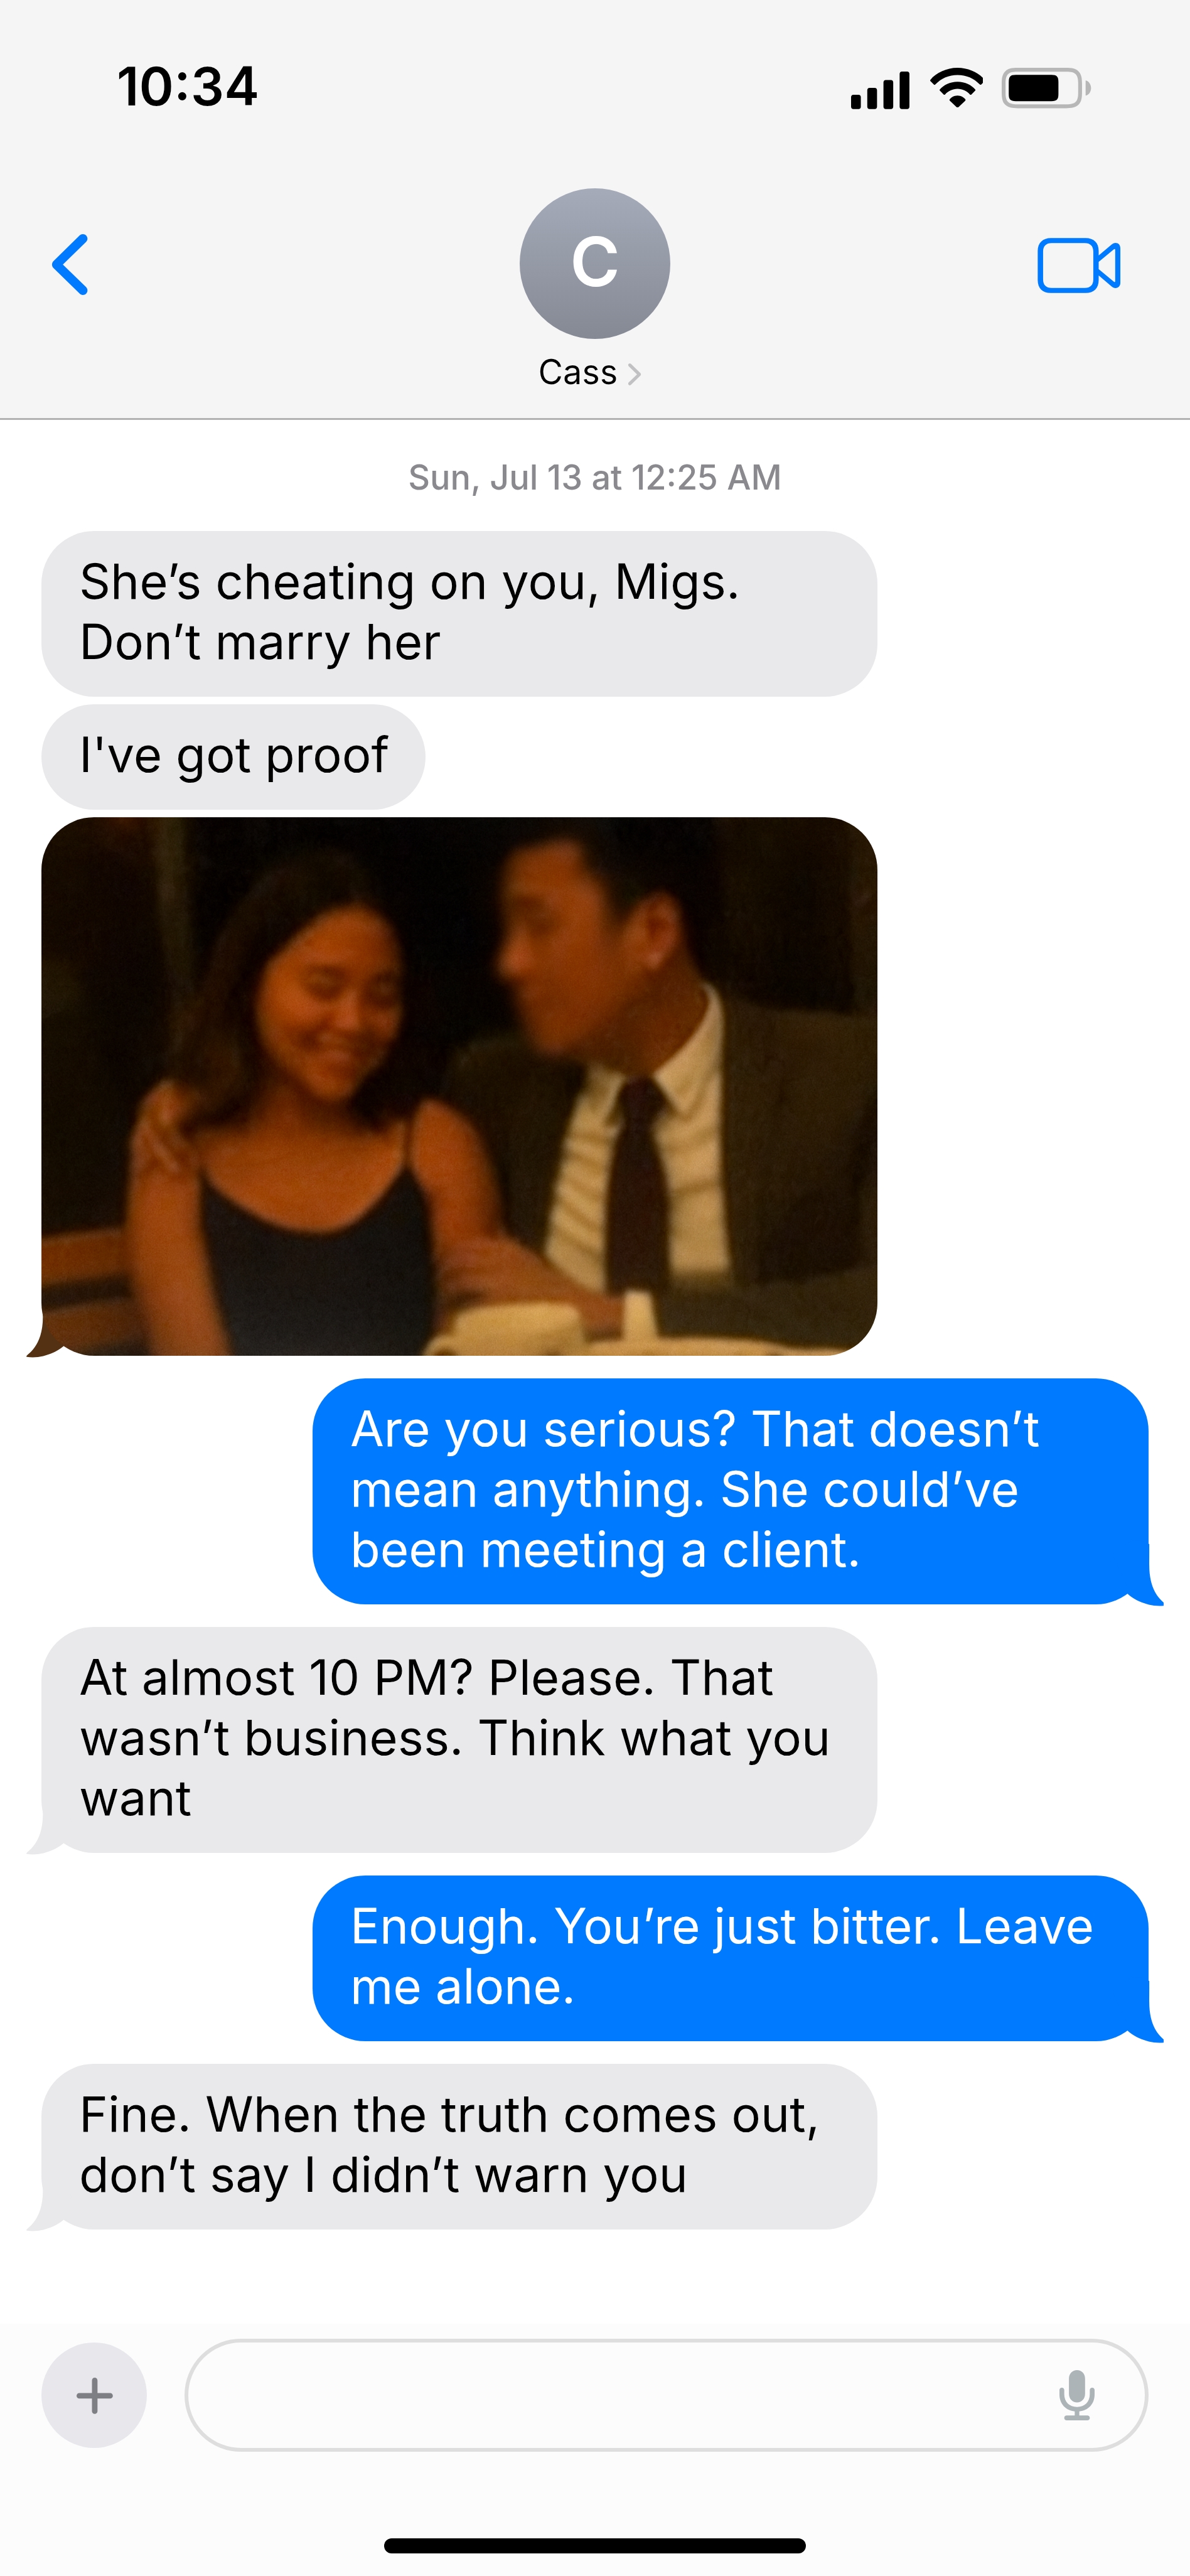 10:34
C
Cass
Sun, Jul 13 at 12:25 AM
She’s cheating on you, Migs.
Don’t marry her
I've got proof
Are you serious? That doesn’t
mean anything. She could’ve
been meeting a client.
At almost 10 PM? Please. That
wasn’t business. Think what you
want
Enough. You’re just bitter. Leave
me alone.
Fine. When the truth comes out,
don’t say I didn’t warn you